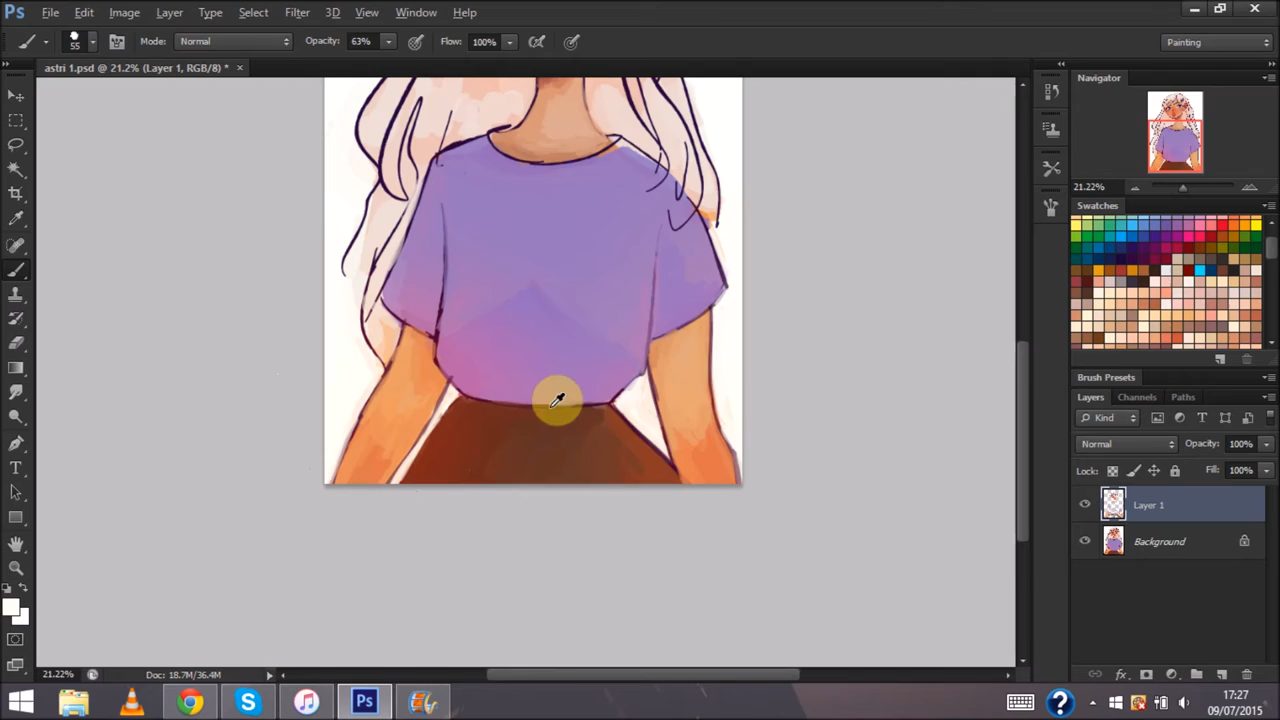 Ps File Edit Image Layer Type Select Filter 3D View Window Help
55 Mode: Normal Opacity: 63% Flow: 100% Painting
astri 1.psd @ 21.2% (Layer 1, RGB/8) *
Navigator
21.22%
Swatches
Brush Presets
Layers Channels Paths
Kind
Normal Opacity: 100%
Lock: Fill: 100%
Layer 1
Background
21.22% Doc: 18.7M/36.4M
17:27
09/07/2015